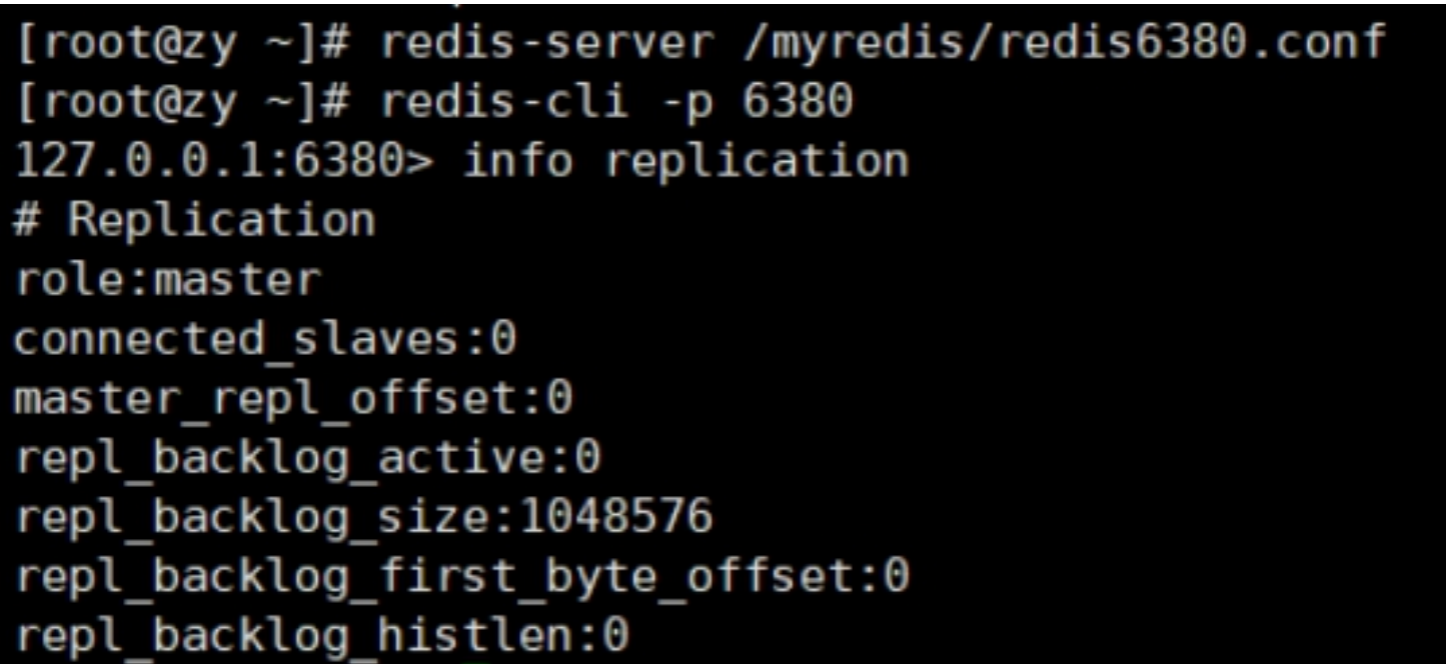 [root@zy ~]# redis-server /myredis/redis6380.conf
[root@zy ~]# redis-cli -p 6380
127.0.0.1:6380> info replication
# Replication
role:master
connected_slaves:0
master_repl_offset:0
repl_backlog_active:0
repl_backlog_size:1048576
repl_backlog_first_byte_offset:0
repl_backlog_histlen:0